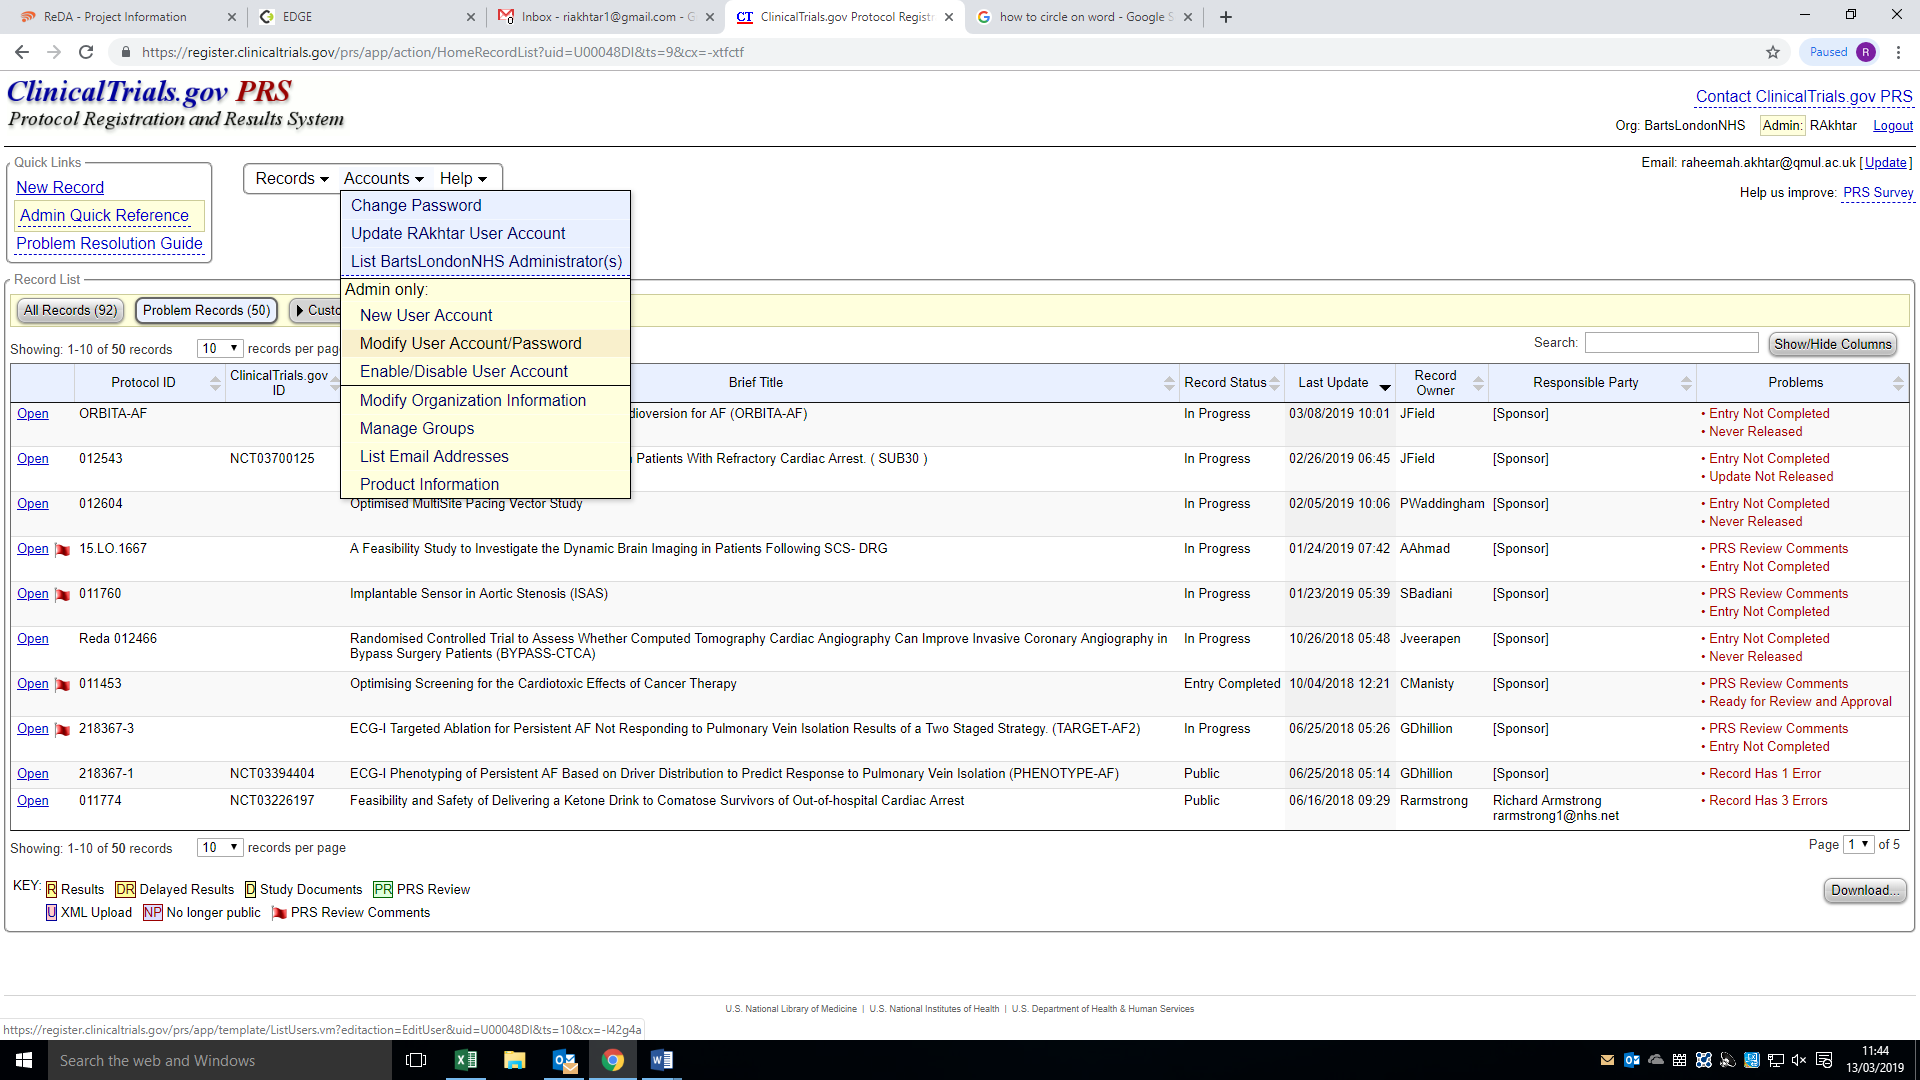 ReDA - Project Information
EDGE
Inbox - riakhtar1@gmail.com - G
CT ClinicalTrials.gov Protocol Registr
how to circle on word - Google S
https://register.clinicaltrials.gov/prs/app/action/HomeRecordList?uid=U00048DI&ts=9&cx=-xtfctf
Paused R
ClinicalTrials.gov PRS
Protocol Registration and Results System
Contact ClinicalTrials.gov PRS
Org: BartsLondonNHS Admin: RAkhtar Logout
Email: raheemah.akhtar@qmul.ac.uk [Update]
Help us improve: PRS Survey
Quick Links
New Record
Admin Quick Reference
Problem Resolution Guide
Records Accounts Help
Change Password
Update RAkhtar User Account
List BartsLondonNHS Administrator(s)
Admin only:
New User Account
Modify User Account/Password
Enable/Disable User Account
Modify Organization Information
Manage Groups
List Email Addresses
Product Information
Record List
All Records (92) Problem Records (50) Custo
Showing: 1-10 of 50 records 10 records per pag
Search: Show/Hide Columns
Protocol ID ClinicalTrials.gov ID Brief Title Record Status Last Update Record Owner Responsible Party Problems
Open ORBITA-AF dioversion for AF (ORBITA-AF) In Progress 03/08/2019 10:01 JField [Sponsor] • Entry Not Completed
• Never Released
Open 012543 NCT03700125 Patients With Refractory Cardiac Arrest. ( SUB30 ) In Progress 02/26/2019 06:45 JField [Sponsor] • Entry Not Completed
• Update Not Released
Open 012604 Optimised MultiSite Pacing Vector Study In Progress 02/05/2019 10:06 PWaddingham [Sponsor] • Entry Not Completed
• Never Released
Open 15.LO.1667 A Feasibility Study to Investigate the Dynamic Brain Imaging in Patients Following SCS- DRG In Progress 01/24/2019 07:42 AAhmad [Sponsor] • PRS Review Comments
• Entry Not Completed
Open 011760 Implantable Sensor in Aortic Stenosis (ISAS) In Progress 01/23/2019 05:39 SBadiani [Sponsor] • PRS Review Comments
• Entry Not Completed
Open Reda 012466 Randomised Controlled Trial to Assess Whether Computed Tomography Cardiac Angiography Can Improve Invasive Coronary Angiography in In Progress 10/26/2018 05:48 Jveerapen [Sponsor] • Entry Not Completed
Bypass Surgery Patients (BYPASS-CTCA) • Never Released
Open 011453 Optimising Screening for the Cardiotoxic Effects of Cancer Therapy Entry Completed 10/04/2018 12:21 CManisty [Sponsor] • PRS Review Comments
• Ready for Review and Approval
Open 218367-3 ECG-I Targeted Ablation for Persistent AF Not Responding to Pulmonary Vein Isolation Results of a Two Staged Strategy. (TARGET-AF2) In Progress 06/25/2018 05:26 GDhillion [Sponsor] • PRS Review Comments
• Entry Not Completed
Open 218367-1 NCT03394404 ECG-I Phenotyping of Persistent AF Based on Driver Distribution to Predict Response to Pulmonary Vein Isolation (PHENOTYPE-AF) Public 06/25/2018 05:14 GDhillion [Sponsor] • Record Has 1 Error
Open 011774 NCT03226197 Feasibility and Safety of Delivering a Ketone Drink to Comatose Survivors of Out-of-hospital Cardiac Arrest Public 06/16/2018 09:29 Rarmstrong Richard Armstrong • Record Has 3 Errors
rarmstrong1@nhs.net
Showing: 1-10 of 50 records 10 records per page
Page 1 of 5
KEY: R Results DR Delayed Results D Study Documents PR PRS Review
U XML Upload NP No longer public PRS Review Comments
Download...
U.S. National Library of Medicine | U.S. National Institutes of Health | U.S. Department of Health & Human Services
https://register.clinicaltrials.gov/prs/app/template/ListUsers.vm?editaction=EditUser&uid=U00048DI&ts=10&cx=-l42g4a
Search the web and Windows
11:44
13/03/2019